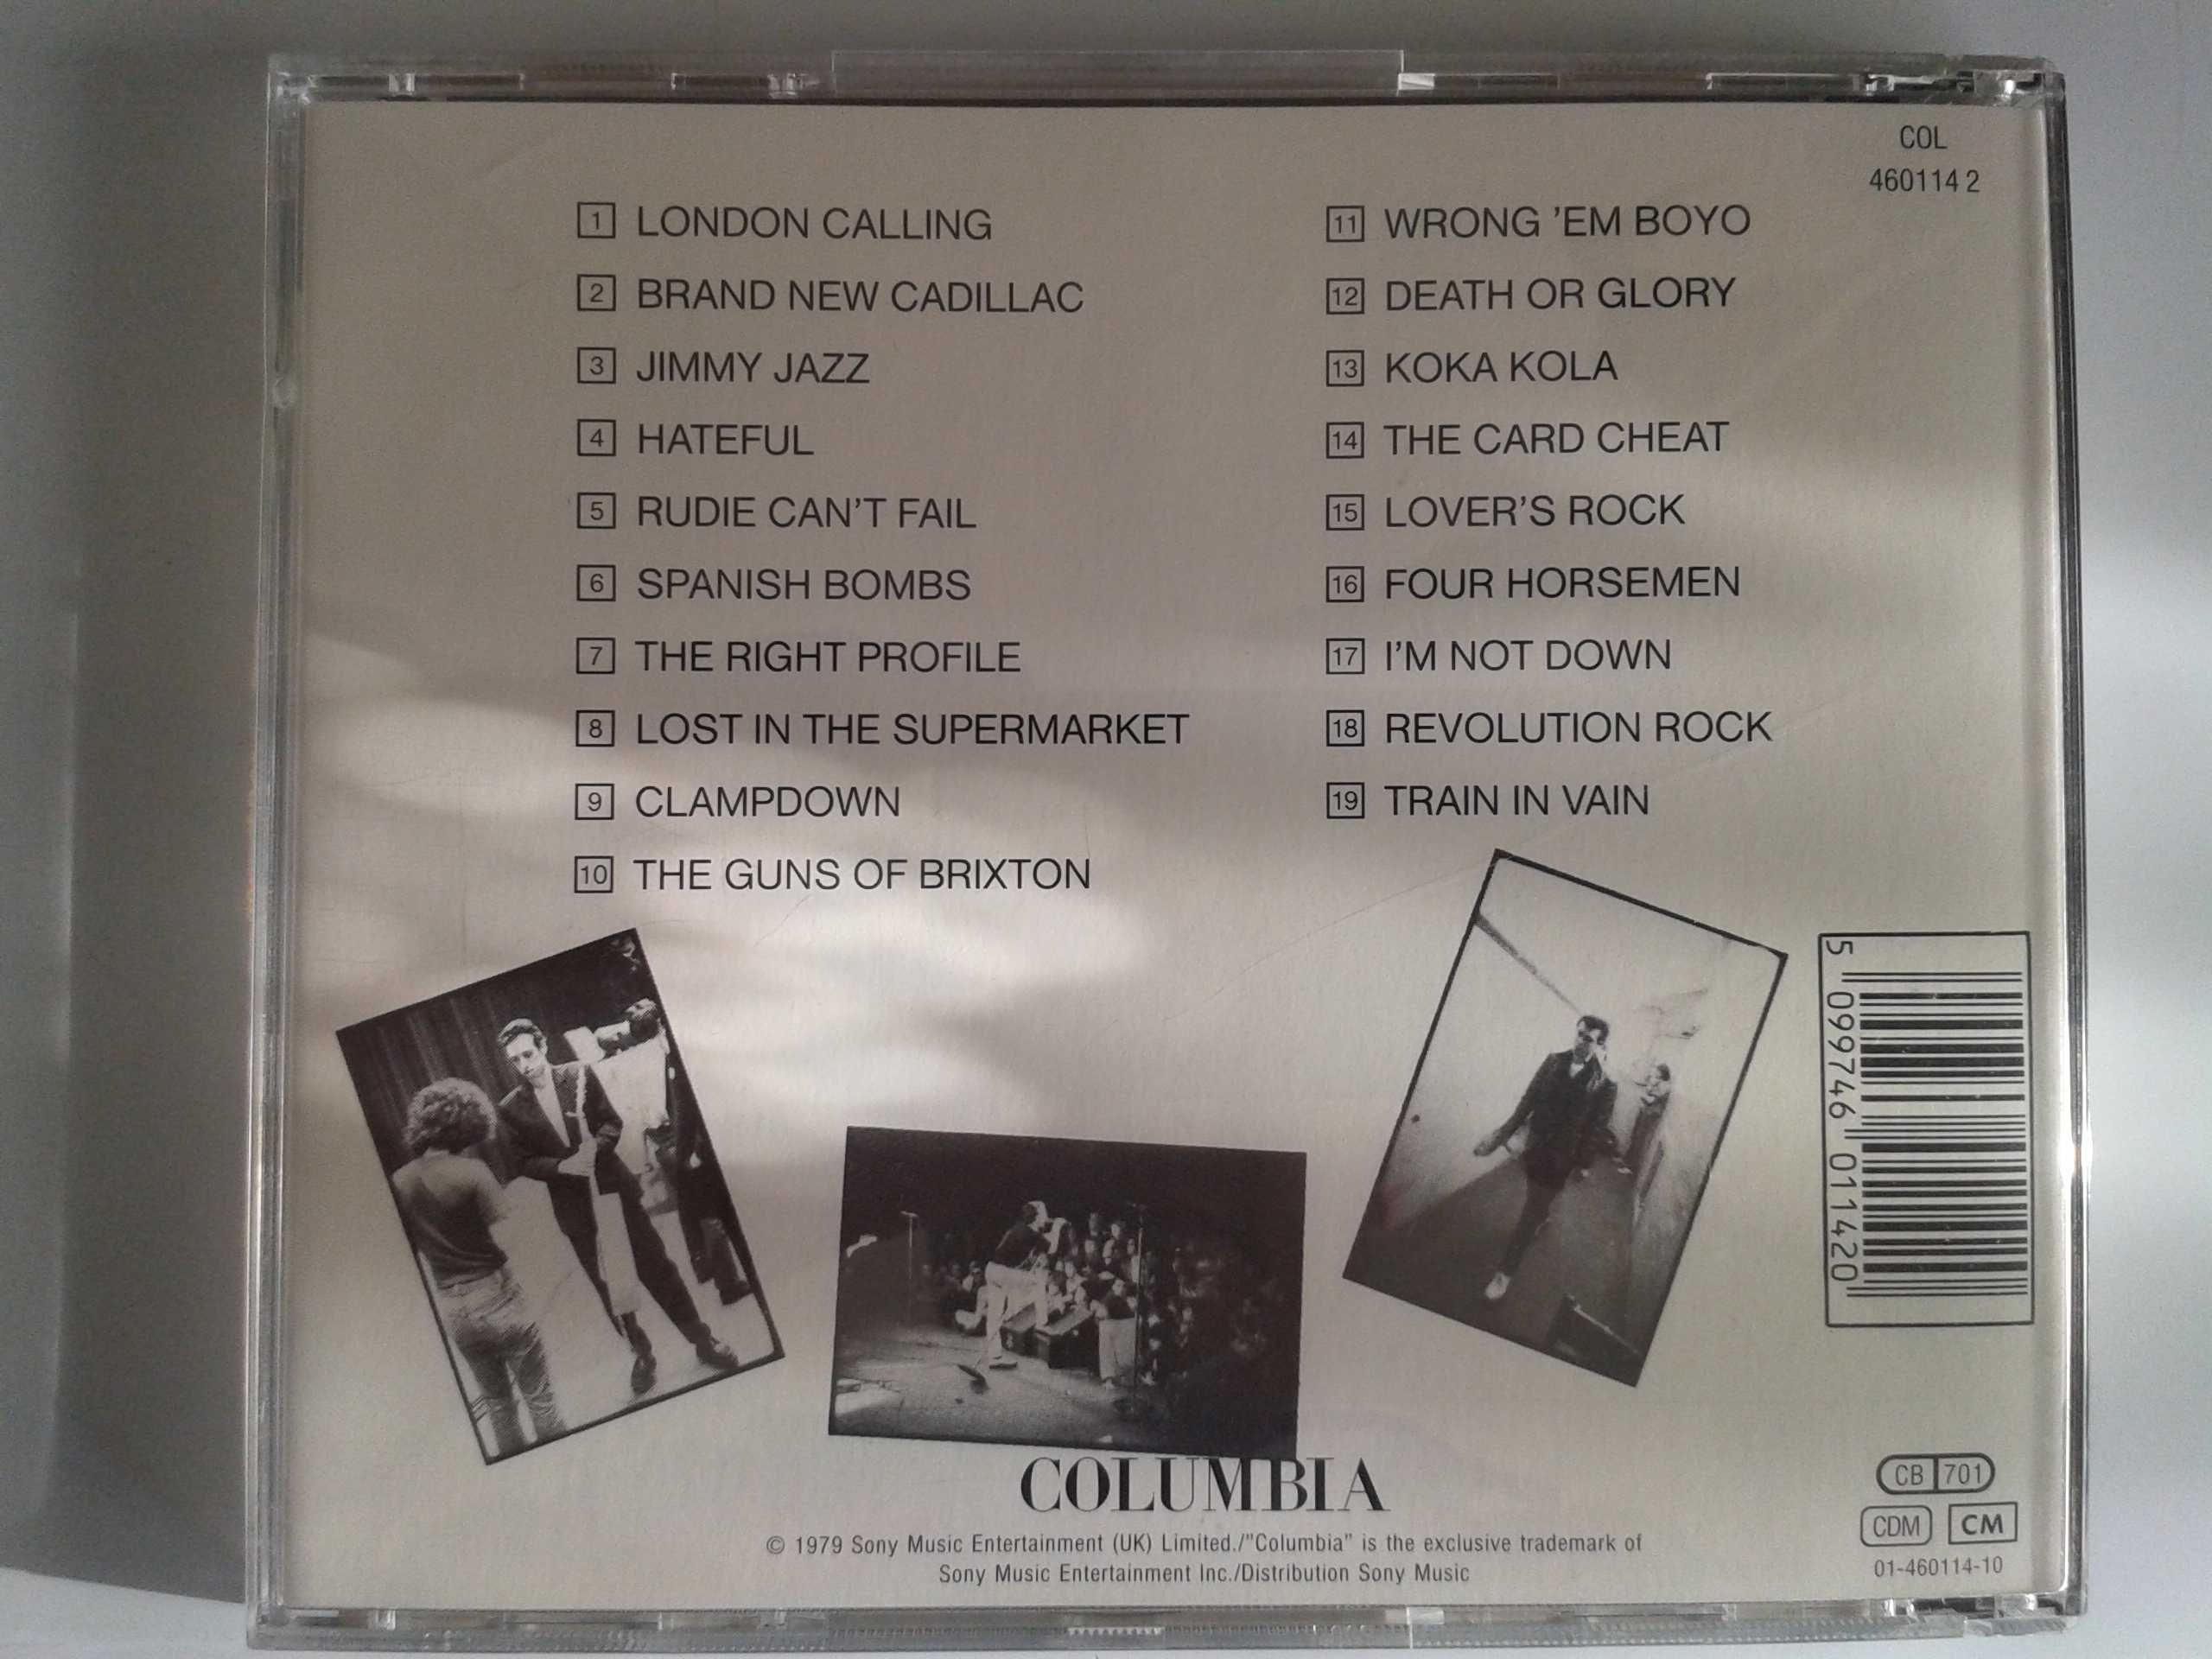 COL
460114 2
1 LONDON CALLING
2 BRAND NEW CADILLAC
3 JIMMY JAZZ
4 HATEFUL
5 RUDIE CAN'T FAIL
6 SPANISH BOMBS
7 THE RIGHT PROFILE
8 LOST IN THE SUPERMARKET
9 CLAMPDOWN
10 THE GUNS OF BRIXTON
11 WRONG 'EM BOYO
12 DEATH OR GLORY
13 KOKA KOLA
14 THE CARD CHEAT
15 LOVER'S ROCK
16 FOUR HORSEMEN
17 I'M NOT DOWN
18 REVOLUTION ROCK
19 TRAIN IN VAIN
5 099746 011420
COLUMBIA
© 1979 Sony Music Entertainment (UK) Limited./"Columbia" is the exclusive trademark of
Sony Music Entertainment Inc./Distribution Sony Music
CB 701
CDM CM
01-460114-10